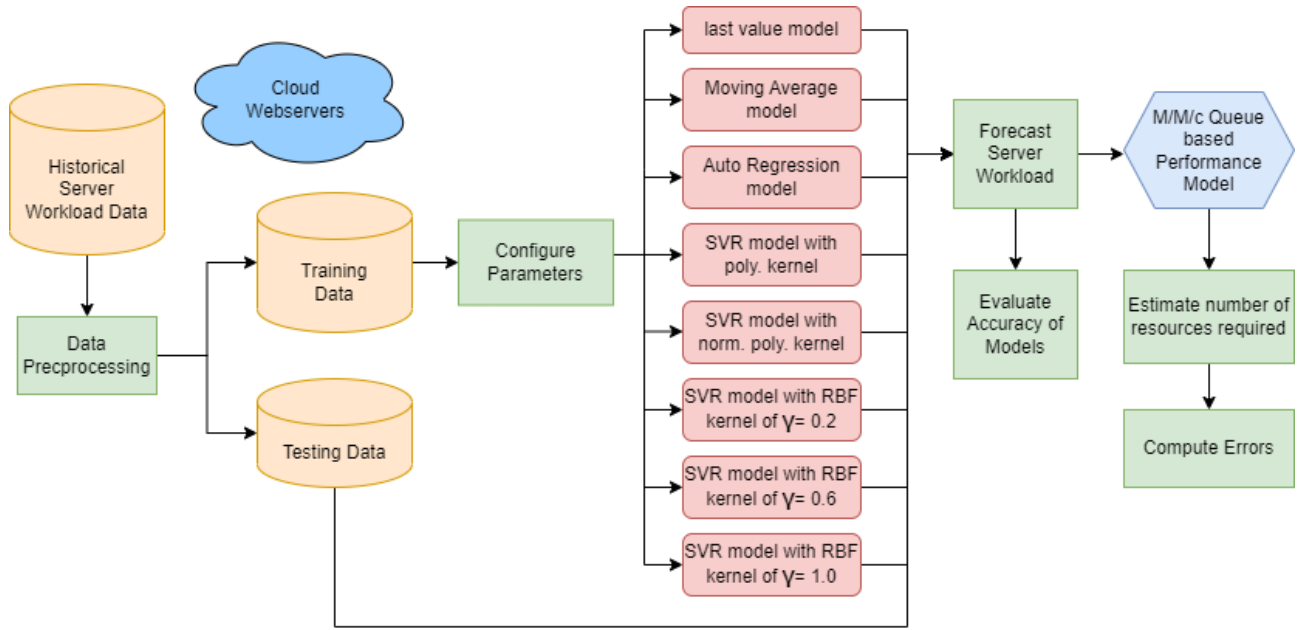 Cloud
Webservers
Historical
Server
Workload Data
Data
Precprocessing
Training
Data
Testing Data
Configure
Parameters
last value model
Moving Average
model
Auto Regression
model
SVR model with
poly. kernel
SVR model with
norm. poly. kernel
SVR model with RBF
kernel of γ= 0.2
SVR model with RBF
kernel of γ= 0.6
SVR model with RBF
kernel of γ= 1.0
Forecast
Server
Workload
Evaluate
Accuracy of
Models
M/M/c Queue
based
Performance
Model
Estimate number of
resources required
Compute Errors